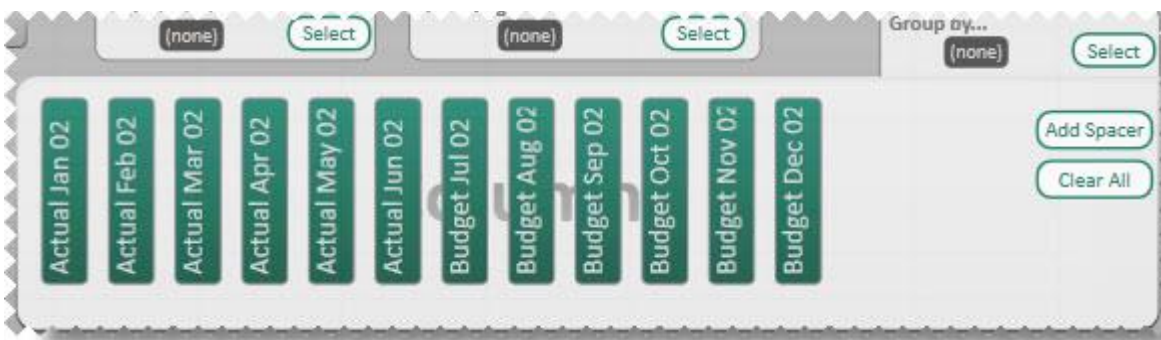 (none)
Select
(none)
Select
Group by...
(none)
Select
Actual Jan 02
Actual Feb 02
Actual Mar 02
Actual Apr 02
Actual May 02
Actual Jun 02
Budget Jul 02
Budget Aug 02
Budget Sep 02
Budget Oct 02
Budget Nov 02
Budget Dec 02
Add Spacer
Clear All